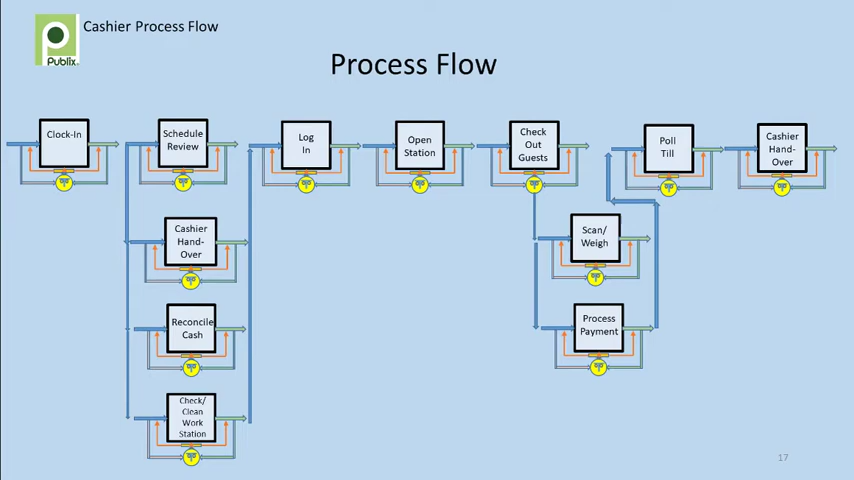 Publix.
Cashier Process Flow
Process Flow
Clock-In
Schedule
Review
Log
In
Open
Station
Check
Out
Guests
Poll
Till
Cashier
Hand-
Over
Cashier
Hand-
Over
Scan/
Weigh
Reconcile
Cash
Process
Payment
Check/
Clean
Work
Station
17